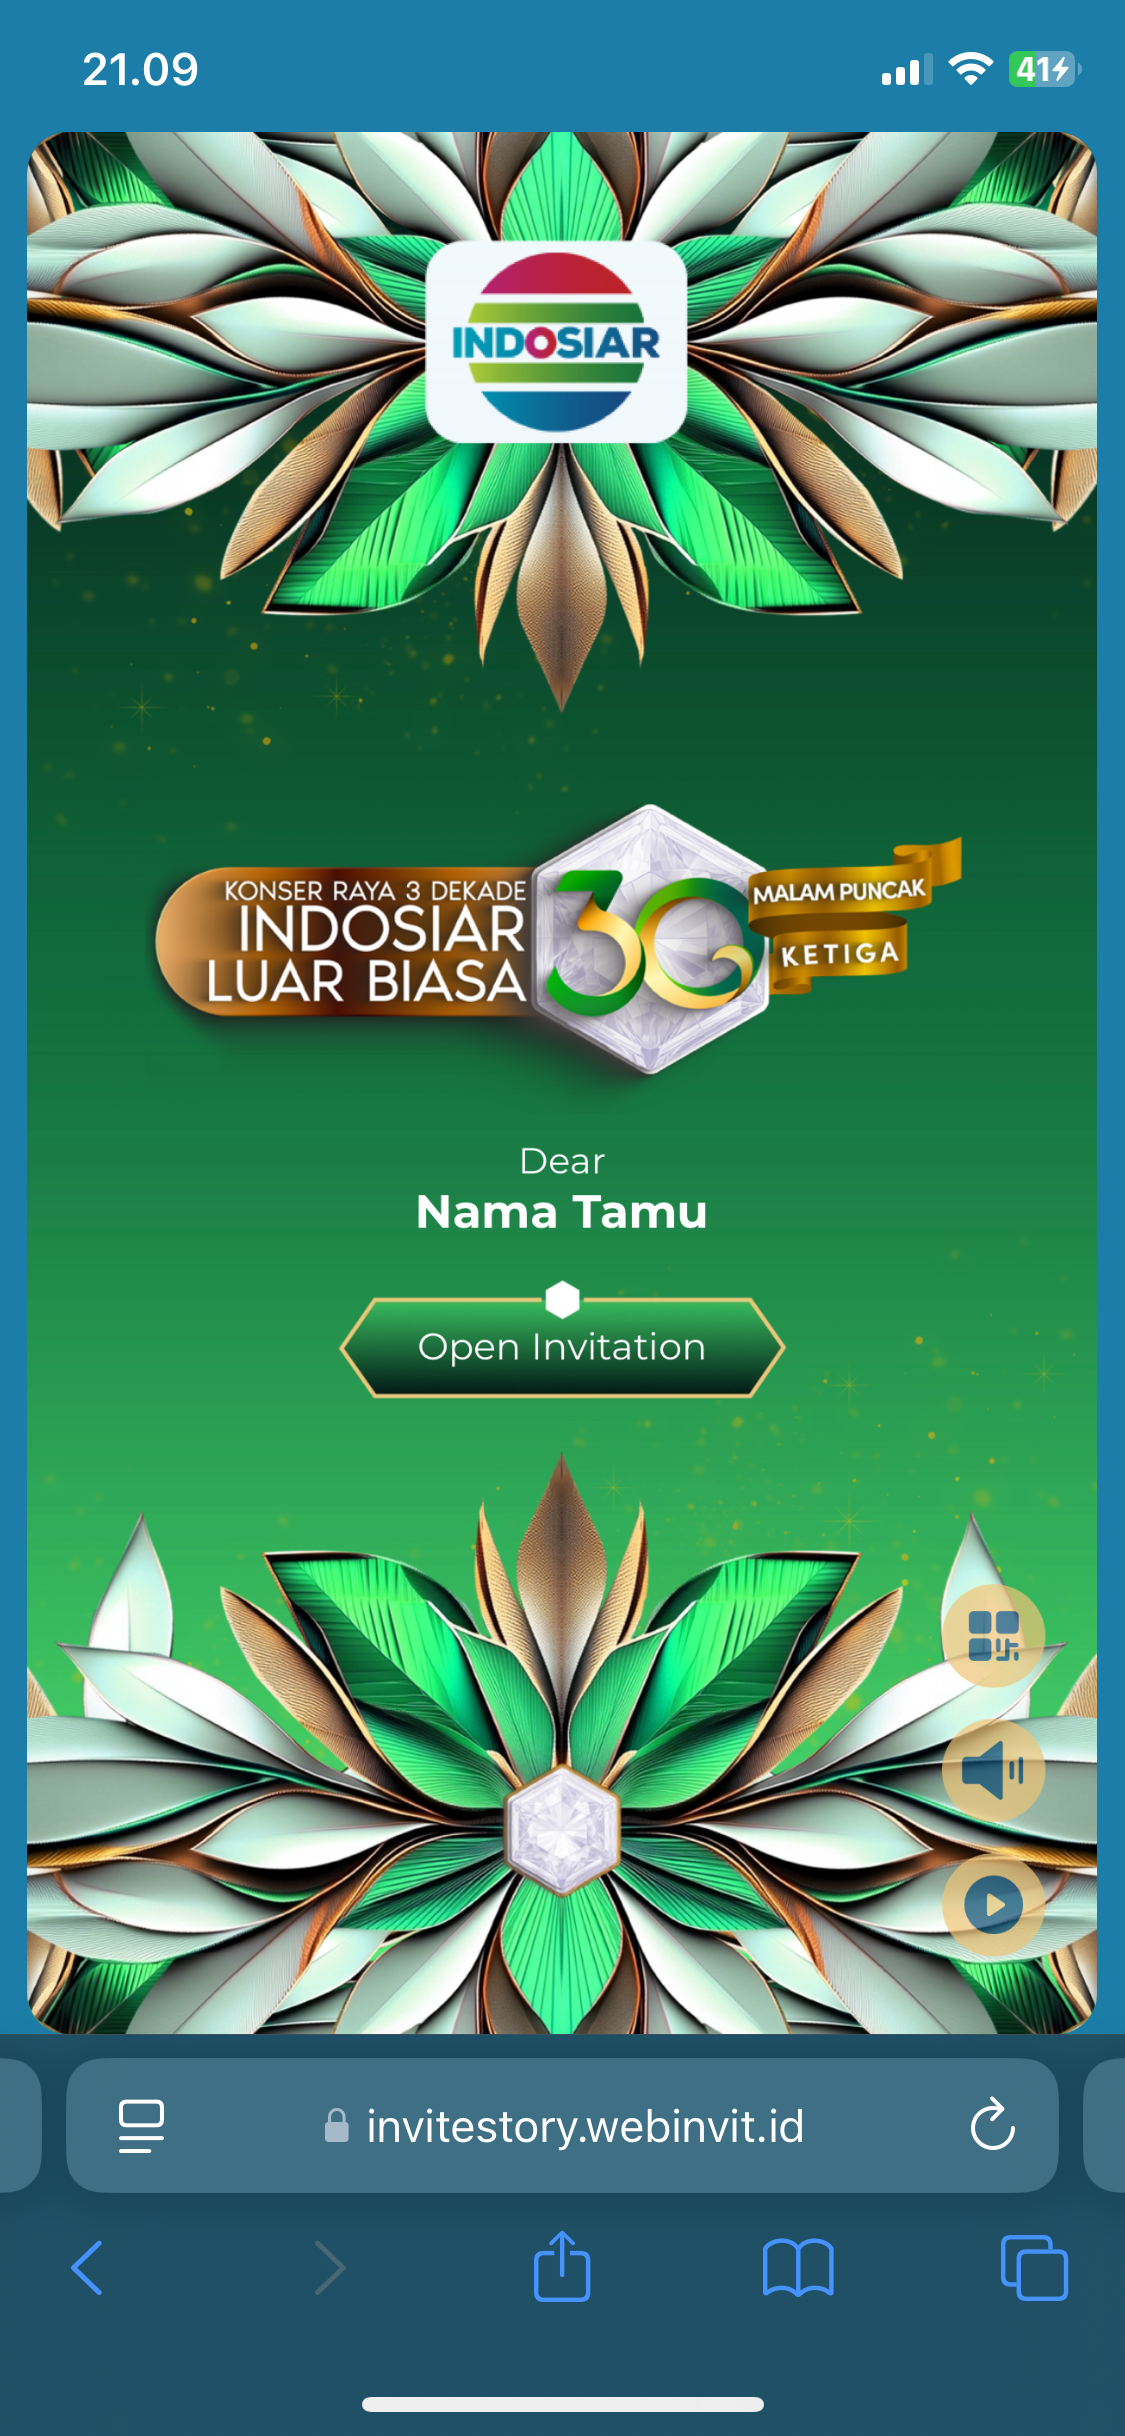 21.09
41
INDOSIAR
KONSER RAYA 3 DEKADE
INDOSIAR
LUAR BIASA
30
MALAM PUNCAK
KETIGA
Dear
Nama Tamu
Open Invitation
invitestory.webinvit.id